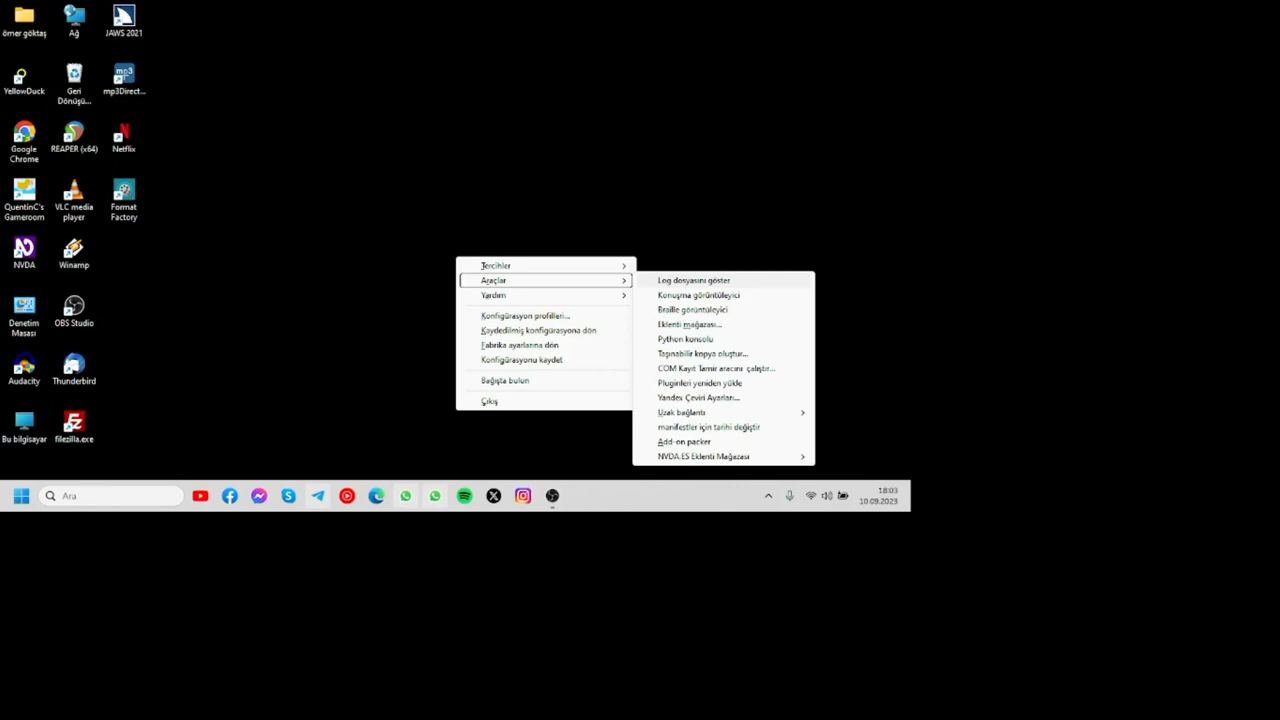 ömer göktaş
Ağ
JAWS 2021
YellowDuck
Geri
Dönüşü...
mp3Direct...
Google
Chrome
REAPER (x64)
Netflix
QuentinC's
Gameroom
VLC media
player
Format
Factory
NVDA
Winamp
Denetim
Masası
OBS Studio
Audacity
Thunderbird
Bu bilgisayar
filezilla.exe
Tercihler
Araçlar
Yardım
Konfigürasyon profilleri...
Kaydedilmiş konfigürasyona dön
Fabrika ayarlarına dön
Konfigürasyonu kaydet
Bağışta bulun
Çıkış
Log dosyasını göster
Konuşma görüntüleyici
Braille görüntüleyici
Eklenti mağazası...
Python konsolu
Taşınabilir kopya oluştur...
COM Kayıt Tamir aracını çalıştır...
Pluginleri yeniden yükle
Yandex Çeviri Ayarları...
Uzak bağlantı
manifestler için tarihi değiştir
Add-on packer
NVDA.ES Eklenti Mağazası
Ara
18:03
10.09.2023